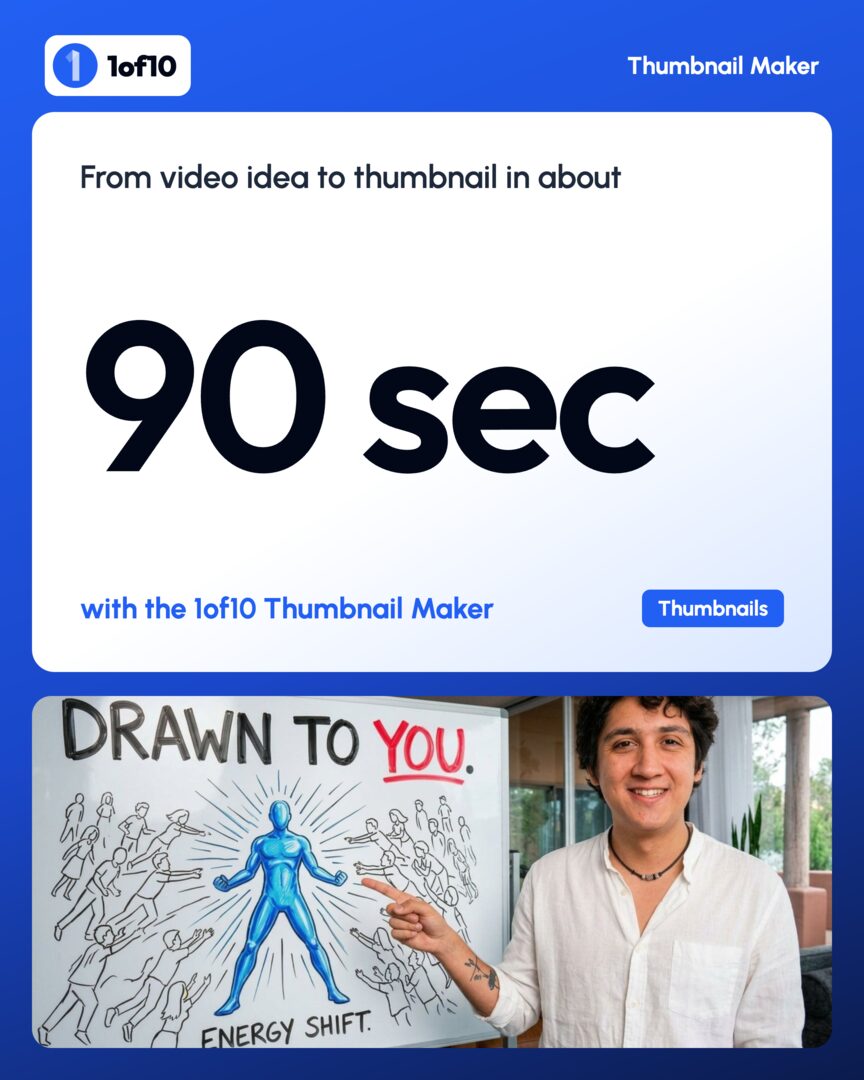 1of10
Thumbnail Maker
From video idea to thumbnail in about
90 sec
with the 1of10 Thumbnail Maker
Thumbnails
DRAWN TO YOU.
ENERGY SHIFT.